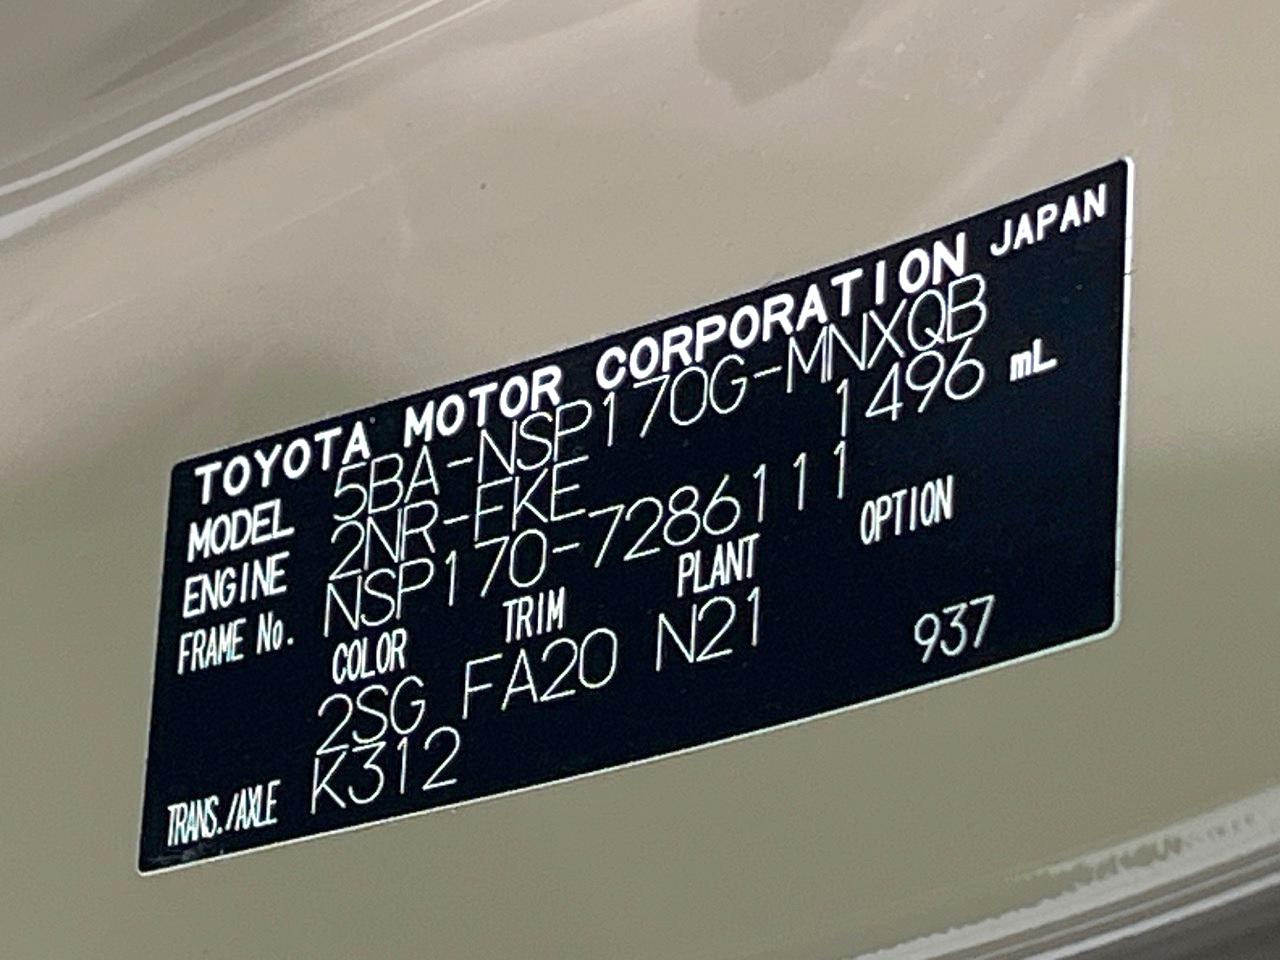 TOYOTA MOTOR CORPORATION JAPAN
MODEL 5BA-NSP170G-MNXQB
ENGINE 2NR-FKE 1496 mL
FRAME No. NSP170-7286111
COLOR TRIM PLANT OPTION
2SG FA20 N21 937
TRANS./AXLE K312